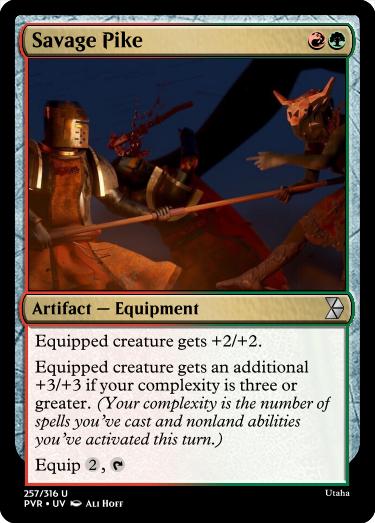 Savage Pike
Artifact — Equipment
Equipped creature gets +2/+2.
Equipped creature gets an additional
+3/+3 if your complexity is three or
greater. (Your complexity is the number of
spells you've cast and nonland abilities
you've activated this turn.)
Equip 2 ,
257/316 U
Utaha
PVR • UV Ali Hoff